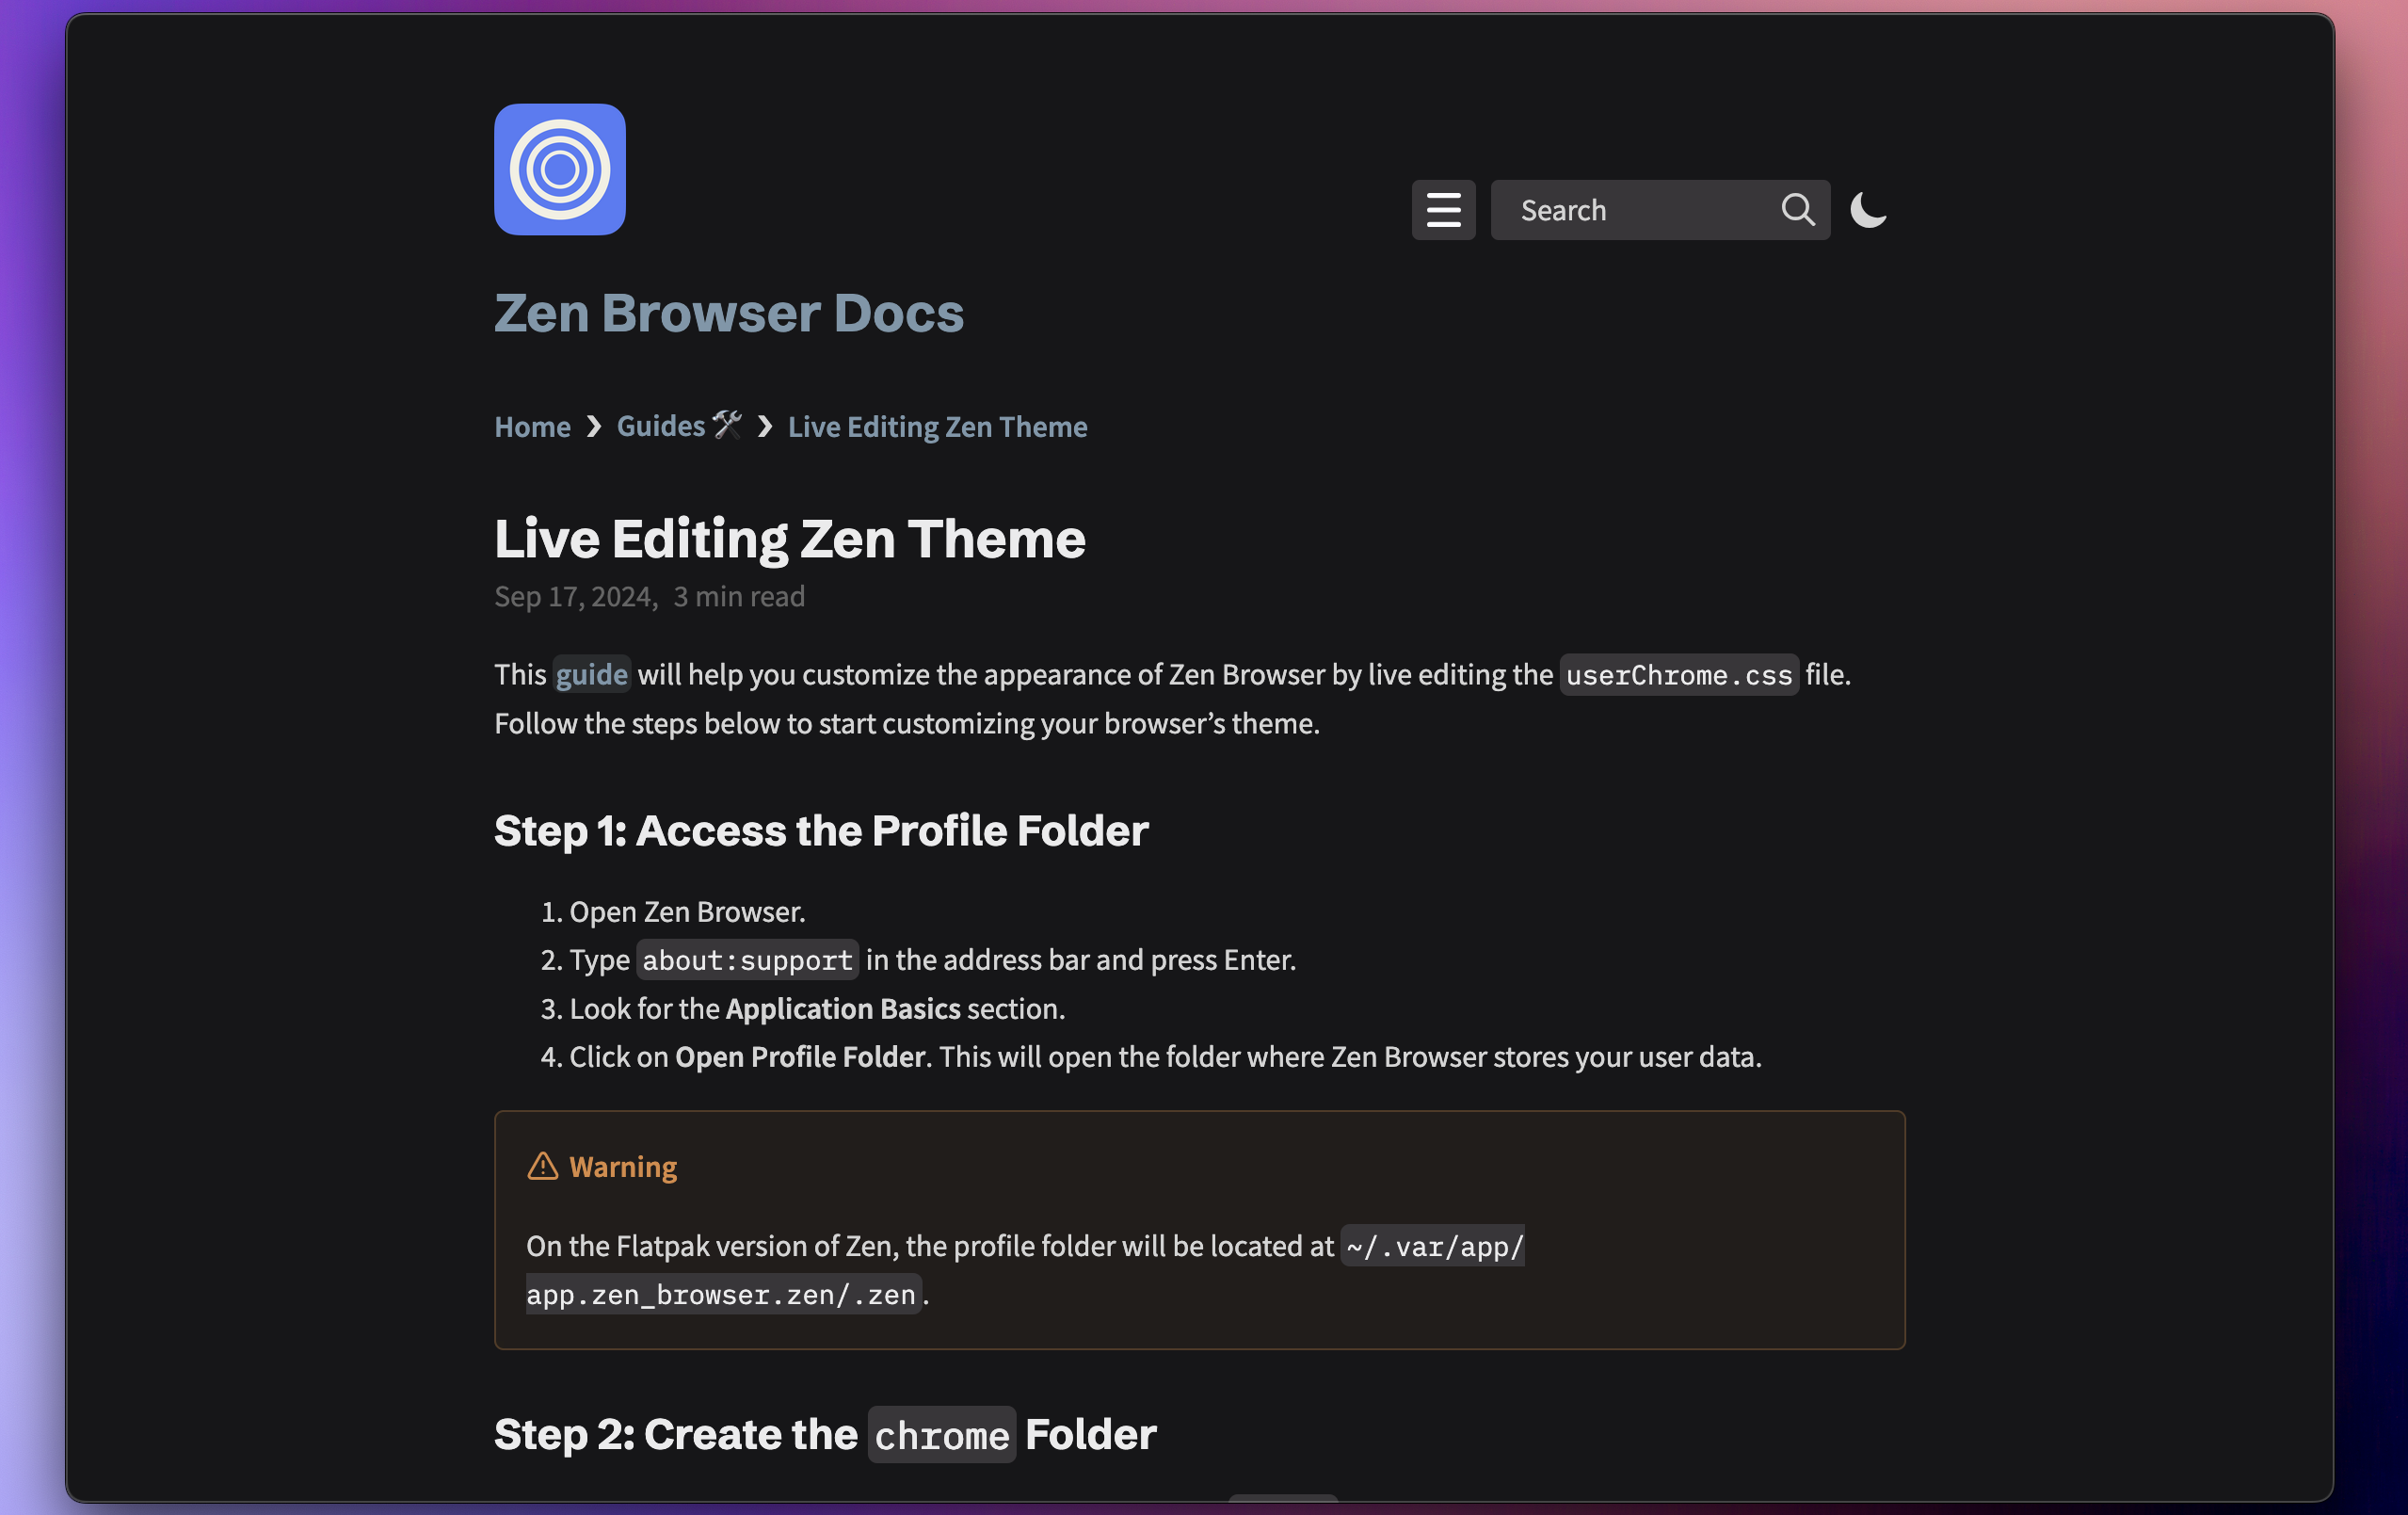 Search
Zen Browser Docs
Home ❯ Guides 🛠 ❯ Live Editing Zen Theme
Live Editing Zen Theme
Sep 17, 2024, 3 min read
This guide will help you customize the appearance of Zen Browser by live editing the userChrome.css file.
Follow the steps below to start customizing your browser’s theme.
Step 1: Access the Profile Folder
1. Open Zen Browser.
2. Type about:support in the address bar and press Enter.
3. Look for the Application Basics section.
4. Click on Open Profile Folder. This will open the folder where Zen Browser stores your user data.
Warning
On the Flatpak version of Zen, the profile folder will be located at ~/.var/app/
app.zen_browser.zen/.zen.
Step 2: Create the chrome Folder